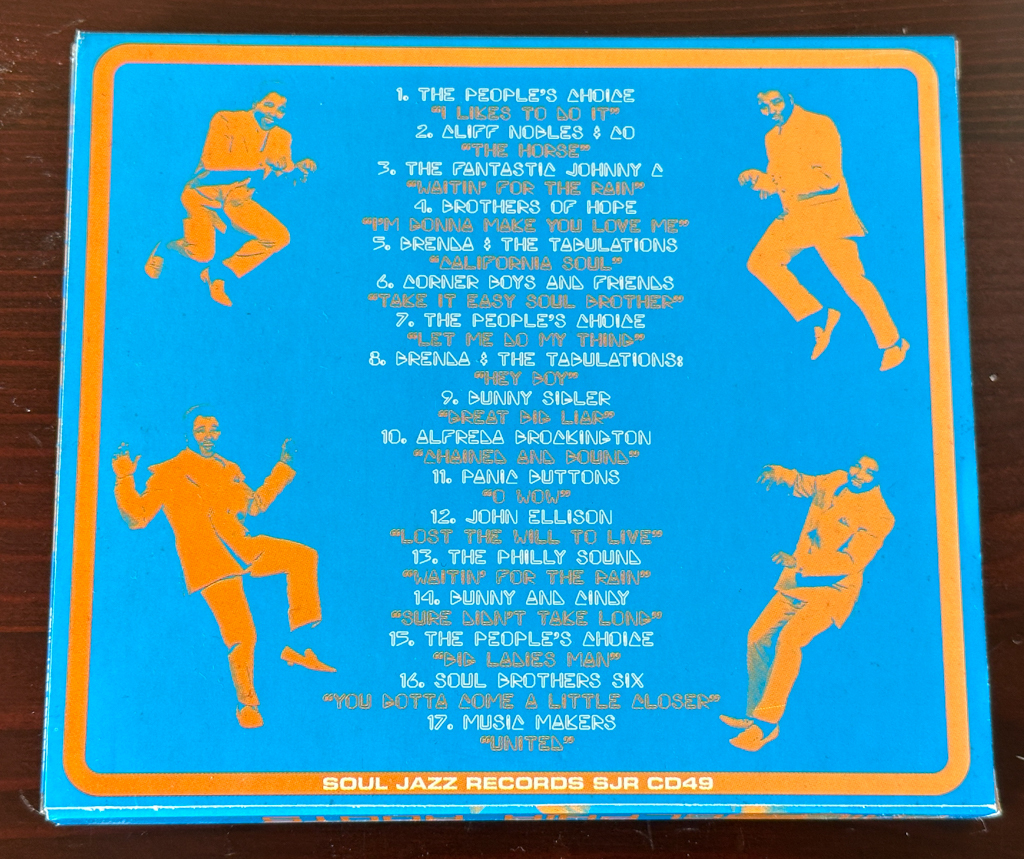 1. THE PEOPLE'S CHOICE
"I LIKES TO DO IT"
2. CLIFF NOBLES & CO
"THE HORSE"
3. THE FANTASTIC JOHNNY C
"WAITIN' FOR THE RAIN"
4. BROTHERS OF HOPE
"I'M GONNA MAKE YOU LOVE ME"
5. BRENDA & THE TABULATIONS
"CALIFORNIA SOUL"
6. CORNER BOYS AND FRIENDS
"TAKE IT EASY SOUL BROTHER"
7. THE PEOPLE'S CHOICE
"LET ME DO MY THING"
8. BRENDA & THE TABULATIONS:
"HEY BOY"
9. BUNNY SIGLER
"GREAT BIG LIAR"
10. ALFREDA BROCKINGTON
"CHAINED AND BOUND"
11. PANIC BUTTONS
"O WOW"
12. JOHN ELLISON
"LOST THE WILL TO LIVE"
13. THE PHILLY SOUND
"WAITIN' FOR THE RAIN"
14. BUNNY AND CINDY
"SURE DIDN'T TAKE LONG"
15. THE PEOPLE'S CHOICE
"BIG LADIES MAN"
16. SOUL BROTHERS SIX
"YOU GOTTA COME A LITTLE CLOSER"
17. MUSIC MAKERS
"UNITED"
SOUL JAZZ RECORDS SJR CD49